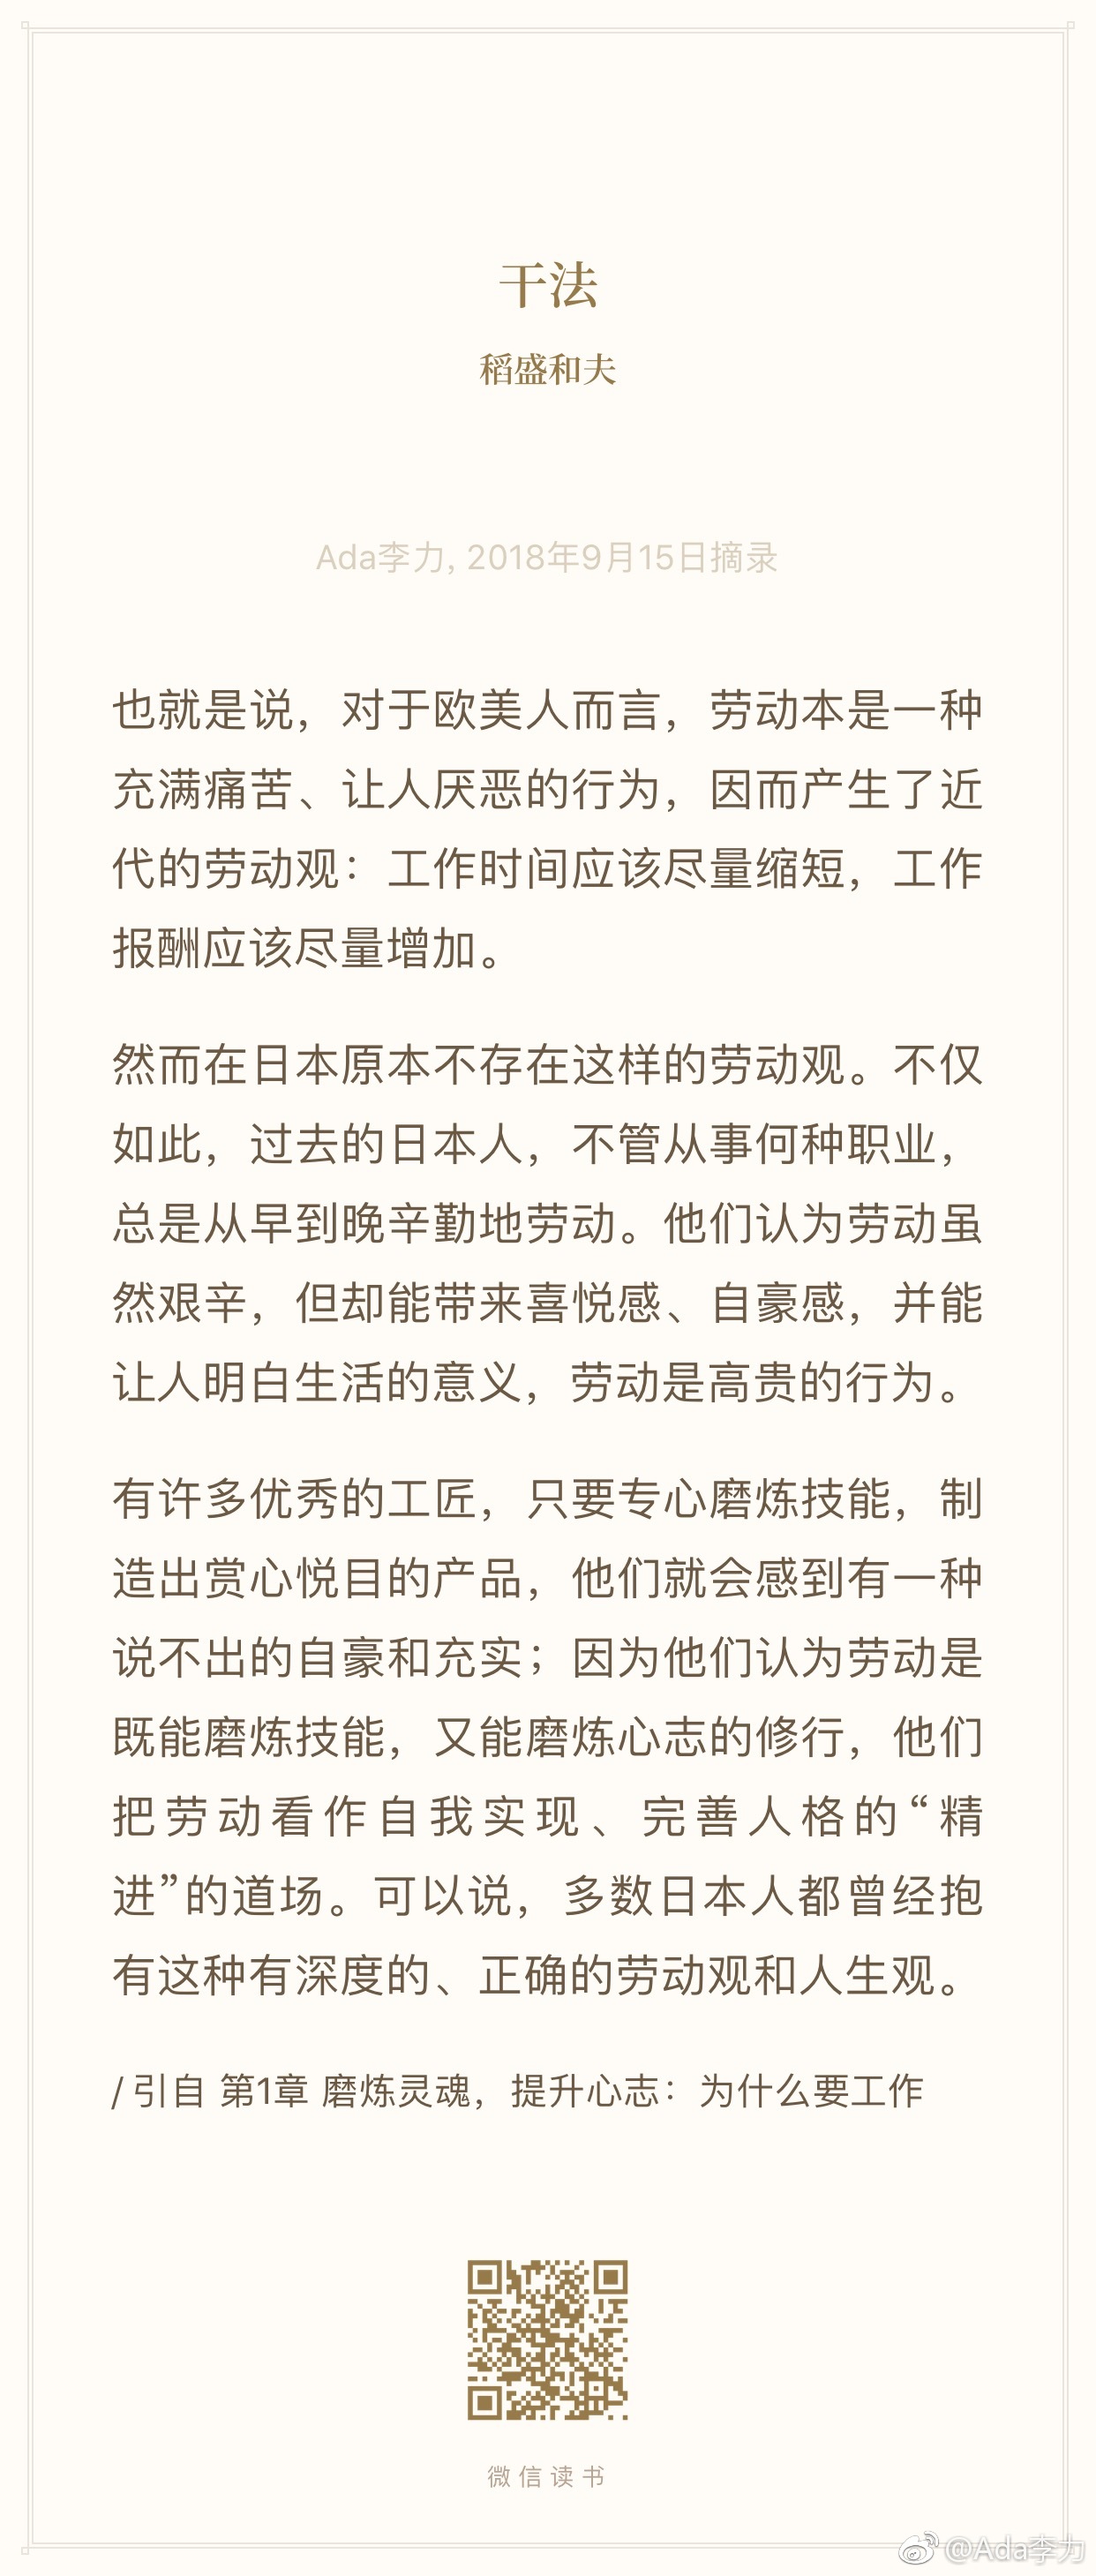 干法
稻盛和夫
Ada李力, 2018年9月15日摘录
也就是说，对于欧美人而言，劳动本是一种
充满痛苦、让人厌恶的行为，因而产生了近
代的劳动观：工作时间应该尽量缩短，工作
报酬应该尽量增加。
然而在日本原本不存在这样的劳动观。不仅
如此，过去的日本人，不管从事何种职业，
总是从早到晚辛勤地劳动。他们认为劳动虽
然艰辛，但却能带来喜悦感、自豪感，并能
让人明白生活的意义，劳动是高贵的行为。
有许多优秀的工匠，只要专心磨炼技能，制
造出赏心悦目的产品，他们就会感到有一种
说不出的自豪和充实；因为他们认为劳动是
既能磨炼技能，又能磨炼心志的修行，他们
把劳动看作自我实现、完善人格的“精
进”的道场。可以说，多数日本人都曾经抱
有这种有深度的、正确的劳动观和人生观。
/ 引自 第1章 磨炼灵魂，提升心志：为什么要工作
微信读书
@Ada李力